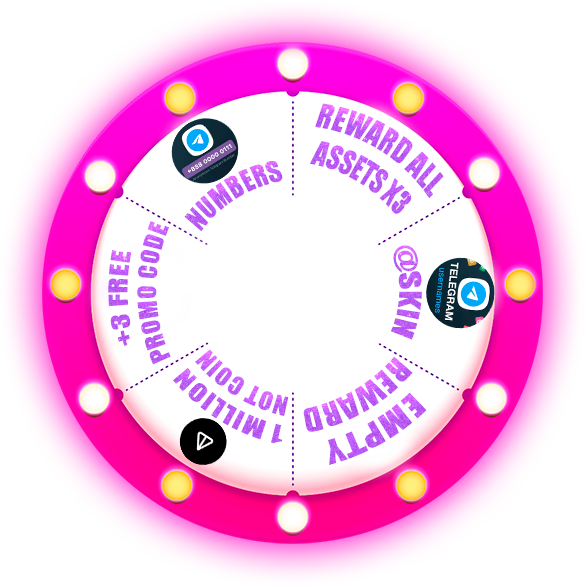 REWARD ALL
ASSETS X3
@SKIN
TELEGRAM
usernames
EMPTY
REWARD
1 MILLION
NOT COIN
+3 FREE
PROMO CODE
+888 0000 0111
NUMBERS